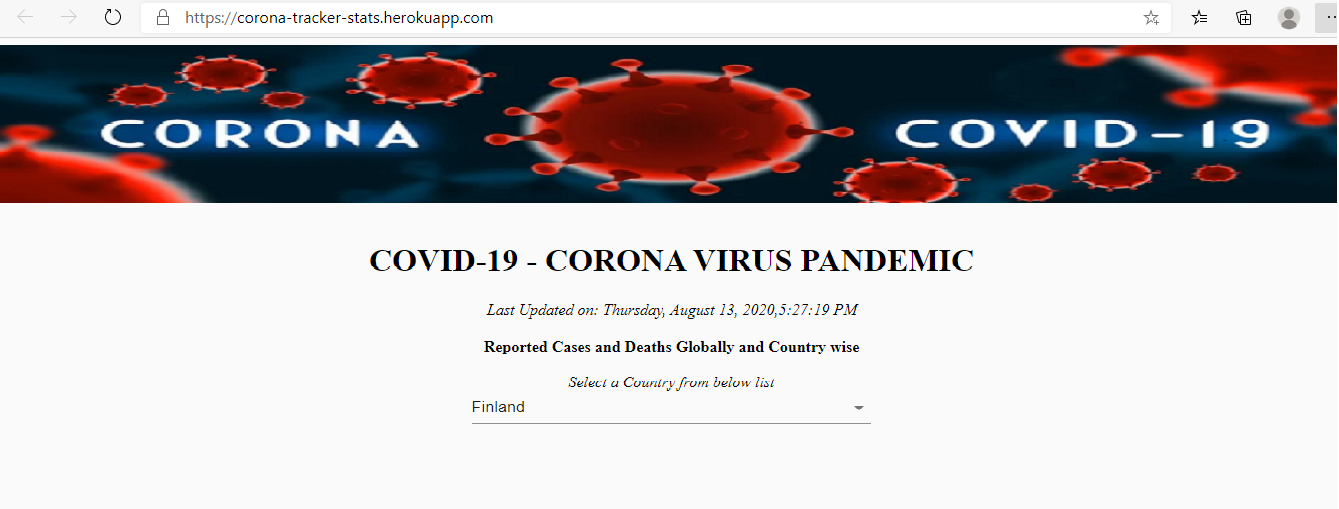 https://corona-tracker-stats.herokuapp.com
CORONA
COVID-19
COVID-19 - CORONA VIRUS PANDEMIC
Last Updated on: Thursday, August 13, 2020,5:27:19 PM
Reported Cases and Deaths Globally and Country wise
Select a Country from below list
Finland